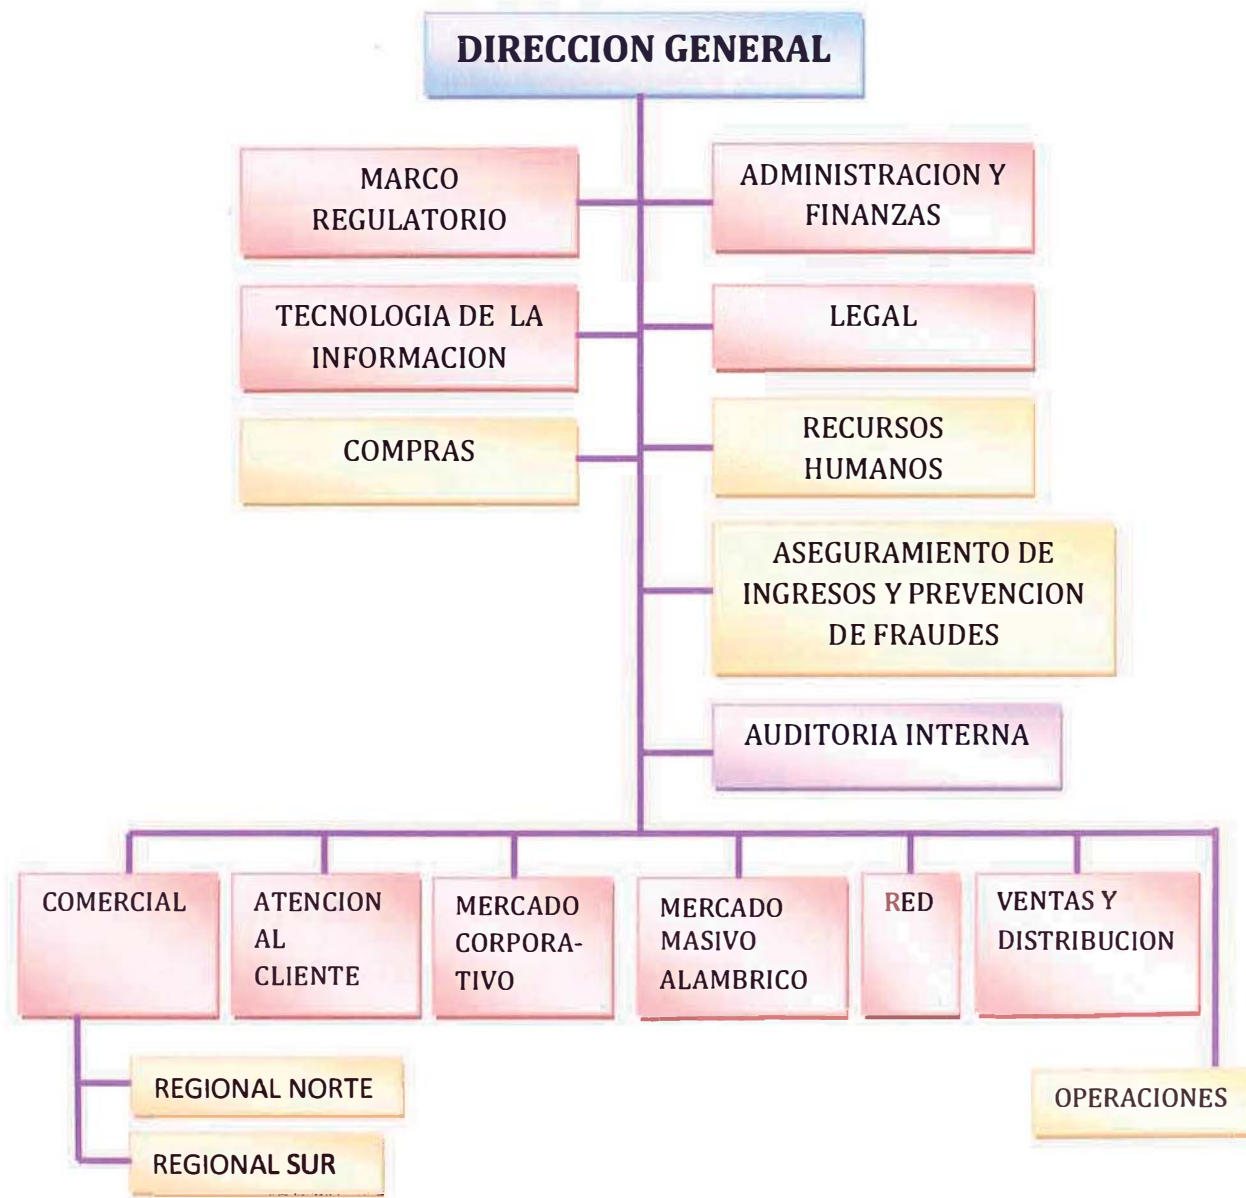 DIRECCION GENERAL
MARCO
REGULATORIO
ADMINISTRACION Y
FINANZAS
TECNOLOGIA DE LA
INFORMACION
LEGAL
COMPRAS
RECURSOS
HUMANOS
ASEGURAMIENTO DE
INGRESOS Y PREVENCION
DE FRAUDES
AUDITORIA INTERNA
COMERCIAL
ATENCION
AL
CLIENTE
MERCADO
CORPORA-
TIVO
MERCADO
MASIVO
ALAMBRICO
RED
VENTAS Y
DISTRIBUCION
REGIONAL NORTE
REGIONAL SUR
OPERACIONES